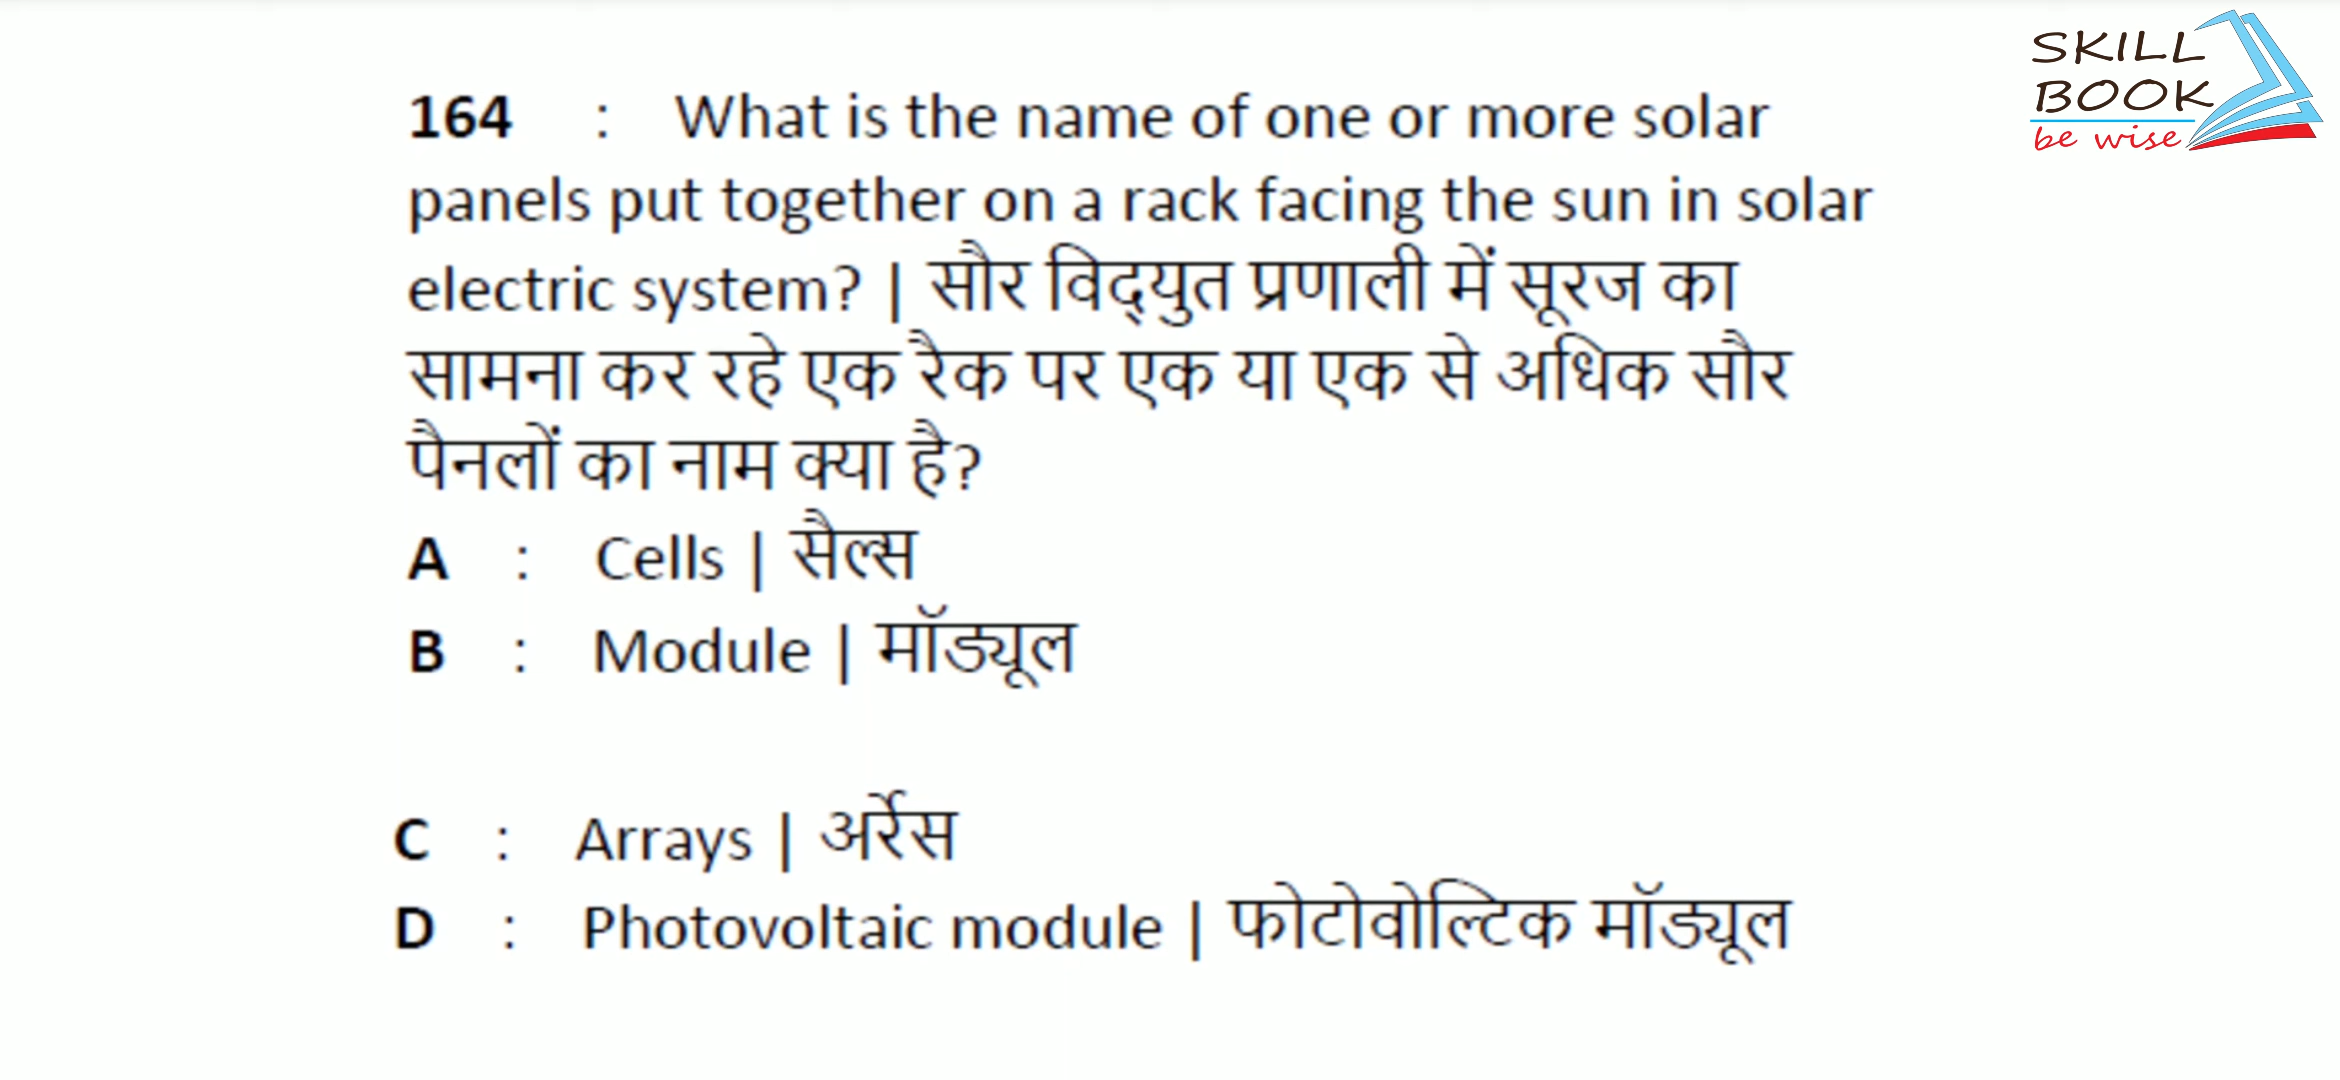 SKILL
BOOK
be wise
164 : What is the name of one or more solar
panels put together on a rack facing the sun in solar
electric system? | सौर विद्युत प्रणाली में सूरज का
सामना कर रहे एक रैक पर एक या एक से अधिक सौर
पैनलों का नाम क्या है?
A : Cells | सैल्स
B : Module | मॉड्यूल
C : Arrays | अर्रेस
D : Photovoltaic module | फोटोवोल्टिक मॉड्यूल